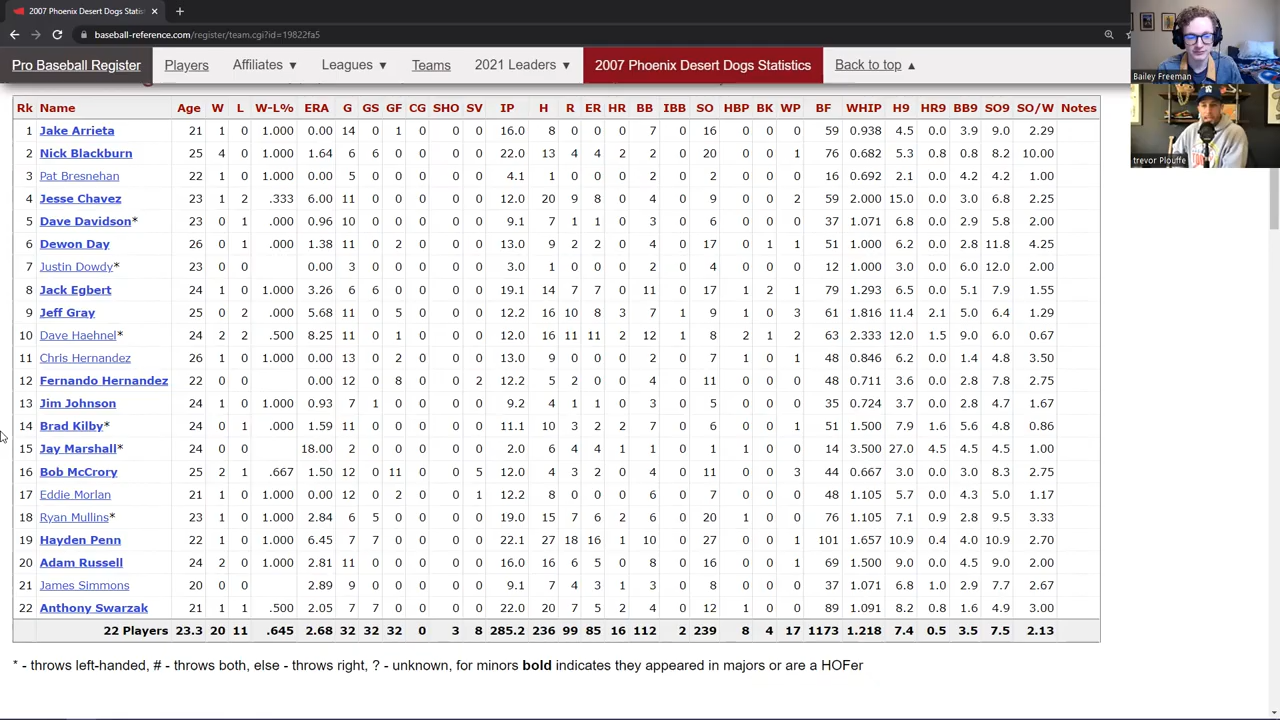 2007 Phoenix Desert Dogs Statis
baseball-reference.com/register/team.cgi?id=19822fa5
Pro Baseball Register Players Affiliates ▼ Leagues ▼ Teams 2021 Leaders ▼ 2007 Phoenix Desert Dogs Statistics Back to top ▲
Bailey Freeman
trevor Plouffe
Rk Name Age W L W-L% ERA G GS GF CG SHO SV IP H R ER HR BB IBB SO HBP BK WP BF WHIP H9 HR9 BB9 SO9 SO/W Notes
1 Jake Arrieta 21 1 0 1.000 0.00 14 0 1 0 0 0 16.0 8 0 0 0 7 0 16 0 0 0 59 0.938 4.5 0.0 3.9 9.0 2.29
2 Nick Blackburn 25 4 0 1.000 1.64 6 6 0 0 0 0 22.0 13 4 4 2 2 0 20 0 0 1 76 0.682 5.3 0.8 0.8 8.2 10.00
3 Pat Bresnehan 22 1 0 1.000 0.00 5 0 0 0 0 0 4.1 1 0 0 0 2 0 2 0 0 0 16 0.692 2.1 0.0 4.2 4.2 1.00
4 Jesse Chavez 23 1 2 .333 6.00 11 0 0 0 0 0 12.0 20 9 8 0 4 0 9 0 0 2 59 2.000 15.0 0.0 3.0 6.8 2.25
5 Dave Davidson* 23 0 1 .000 0.96 10 0 0 0 0 0 9.1 7 1 1 0 3 0 6 0 0 1 37 1.071 6.8 0.0 2.9 5.8 2.00
6 Dewon Day 26 0 1 .000 1.38 11 0 2 0 0 0 13.0 9 2 2 0 4 0 17 0 0 0 51 1.000 6.2 0.0 2.8 11.8 4.25
7 Justin Dowdy* 23 0 0 0.00 3 0 0 0 0 0 3.0 1 0 0 0 2 0 4 0 0 0 12 1.000 3.0 0.0 6.0 12.0 2.00
8 Jack Egbert 24 1 0 1.000 3.26 6 6 0 0 0 0 19.1 14 7 7 0 11 0 17 1 2 1 79 1.293 6.5 0.0 5.1 7.9 1.55
9 Jeff Gray 25 0 2 .000 5.68 11 0 5 0 0 0 12.2 16 10 8 3 7 1 9 1 0 3 61 1.816 11.4 2.1 5.0 6.4 1.29
10 Dave Haehnel* 24 2 2 .500 8.25 11 0 1 0 0 0 12.0 16 11 11 2 12 1 8 2 1 2 63 2.333 12.0 1.5 9.0 6.0 0.67
11 Chris Hernandez 26 1 0 1.000 0.00 13 0 2 0 0 0 13.0 9 0 0 0 2 0 7 1 0 1 48 0.846 6.2 0.0 1.4 4.8 3.50
12 Fernando Hernandez 22 0 0 0.00 12 0 8 0 0 0 12.2 5 2 0 0 4 0 11 0 0 0 48 0.711 3.6 0.0 2.8 7.8 2.75
13 Jim Johnson 24 1 0 1.000 0.93 7 1 0 0 0 0 9.2 4 1 1 0 3 0 5 0 0 0 35 0.724 3.7 0.0 2.8 4.7 1.67
14 Brad Kilby* 24 0 1 .000 1.59 11 0 0 0 0 0 11.1 10 3 2 2 7 0 6 0 0 1 51 1.500 7.9 1.6 5.6 4.8 0.86
15 Jay Marshall* 24 0 0 18.00 2 0 0 0 0 0 2.0 6 4 4 1 1 0 1 1 0 0 14 3.500 27.0 4.5 4.5 4.5 1.00
16 Bob McCrory 25 2 1 .667 1.50 12 0 11 0 0 0 12.0 4 3 2 0 4 0 11 0 0 4 44 0.667 3.0 0.0 3.0 8.3 2.75
17 Eddie Morlan 21 1 0 1.000 0.00 12 0 2 0 0 0 12.2 8 0 0 0 6 0 7 0 0 0 48 1.105 5.7 0.0 4.3 5.0 1.17
18 Ryan Mullins* 23 1 0 1.000 2.84 6 5 0 0 0 0 19.0 15 7 6 2 6 0 20 1 0 0 76 1.105 7.1 0.9 2.8 9.5 3.33
19 Hayden Penn 22 1 0 1.000 6.45 7 7 0 0 0 0 22.1 27 18 16 1 10 0 27 0 0 1 101 1.657 10.9 0.4 4.0 10.9 2.70
20 Adam Russell 24 2 0 1.000 2.81 11 0 0 0 0 0 16.0 16 6 5 0 8 0 16 0 0 1 69 1.500 9.0 0.0 4.5 9.0 2.00
21 James Simmons 20 0 0 2.89 9 0 0 0 0 0 9.1 7 4 3 1 3 0 8 0 0 0 37 1.071 6.8 1.0 2.9 7.7 2.67
22 Anthony Swarzak 21 1 1 .500 2.05 7 7 0 0 0 0 22.0 20 7 5 2 4 0 12 1 0 0 89 1.091 8.2 0.8 1.6 4.9 3.00
22 Players 23.3 20 11 .645 2.68 32 32 32 0 3 8 285.2 236 99 85 16 112 2 239 8 4 17 1173 1.218 7.4 0.5 3.5 7.5 2.13
* - throws left-handed, # - throws both, else - throws right, ? - unknown, for minors bold indicates they appeared in majors or are a HOFer